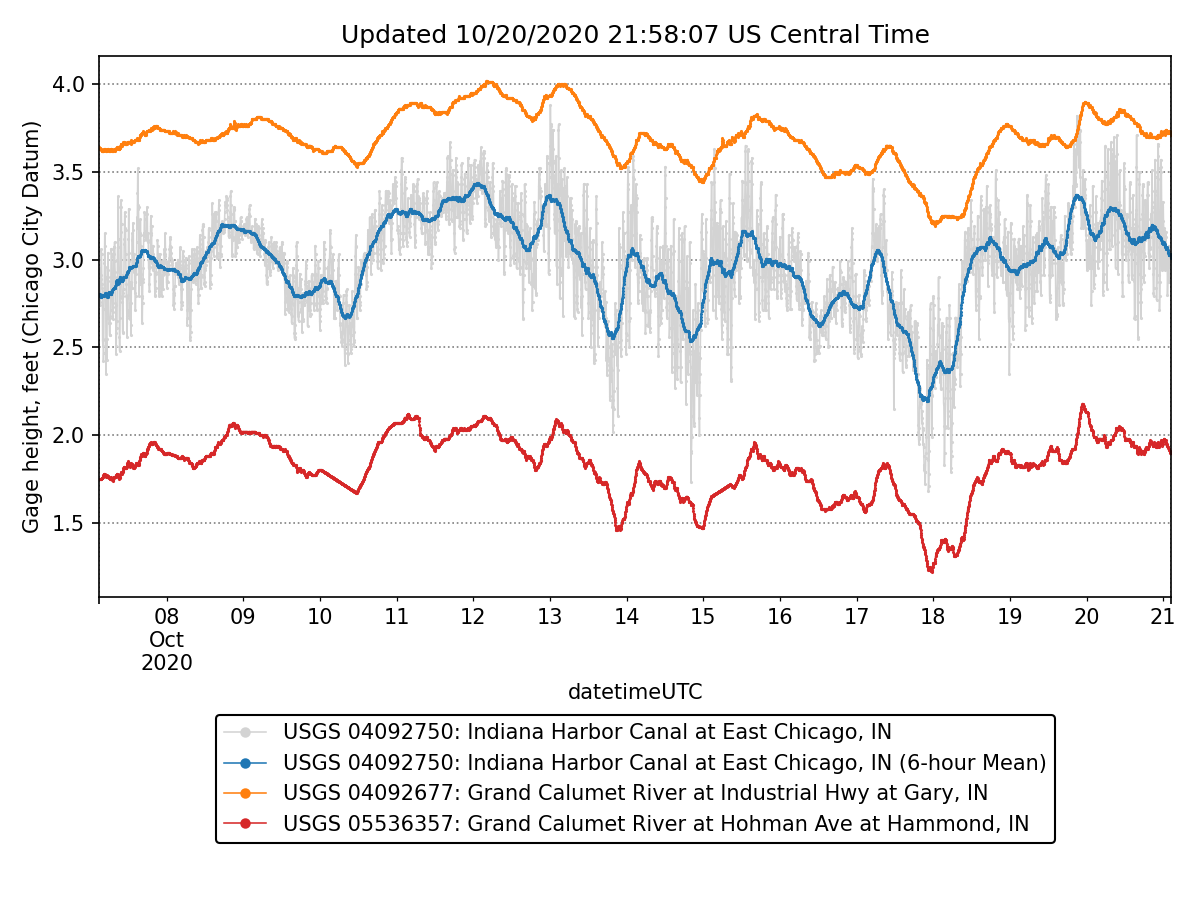 Updated 10/20/2020 21:58:07 US Central Time
Gage height, feet (Chicago City Datum)
4.0
3.5
3.0
2.5
2.0
1.5
08 09 10 11 12 13 14 15 16 17 18 19 20 21
Oct
2020
datetimeUTC
USGS 04092750: Indiana Harbor Canal at East Chicago, IN
USGS 04092750: Indiana Harbor Canal at East Chicago, IN (6-hour Mean)
USGS 04092677: Grand Calumet River at Industrial Hwy at Gary, IN
USGS 05536357: Grand Calumet River at Hohman Ave at Hammond, IN